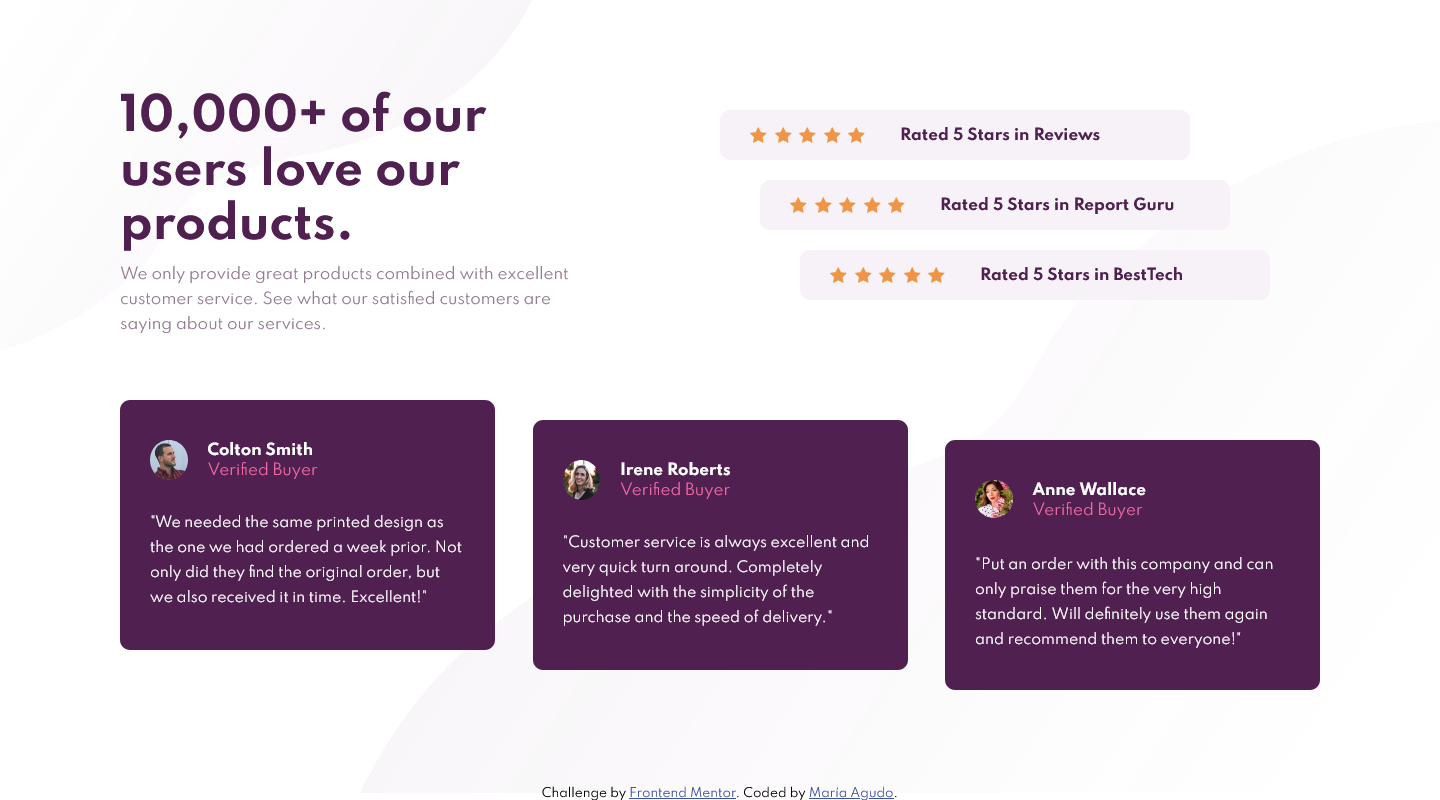 10,000+ of our
users love our
products.
We only provide great products combined with excellent
customer service. See what our satisfied customers are
saying about our services.
Rated 5 Stars in Reviews
Rated 5 Stars in Report Guru
Rated 5 Stars in BestTech
Colton Smith
Verified Buyer
"We needed the same printed design as
the one we had ordered a week prior. Not
only did they find the original order, but
we also received it in time. Excellent!"
Irene Roberts
Verified Buyer
"Customer service is always excellent and
very quick turn around. Completely
delighted with the simplicity of the
purchase and the speed of delivery."
Anne Wallace
Verified Buyer
"Put an order with this company and can
only praise them for the very high
standard. Will definitely use them again
and recommend them to everyone!"
Challenge by Frontend Mentor. Coded by María Agudo.